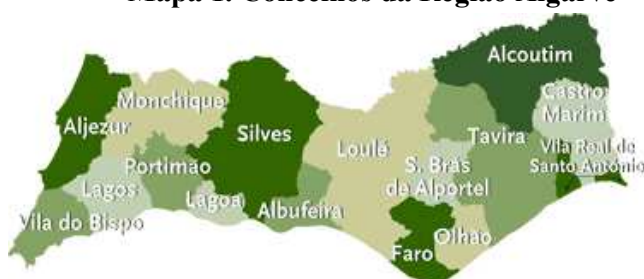 Mapa 1. Concelhos da Região Algarve
Alcoutim
Castro
Marim
Monchique
Aljezur
Silves
Loulé
Tavira
Vila Real de
Santo António
Portimão
S. Brás
de Alportel
Lagos
Lagoa
Albufeira
Vila do Bispo
Olhão
Faro